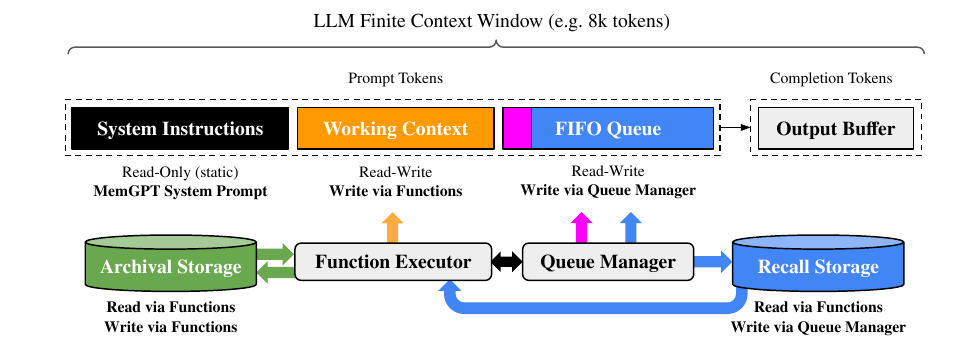 LLM Finite Context Window (e.g. 8k tokens)
Prompt Tokens
Completion Tokens
System Instructions
Working Context
FIFO Queue
Output Buffer
Read-Only (static)
MemGPT System Prompt
Read-Write
Write via Functions
Read-Write
Write via Queue Manager
Archival Storage
Function Executor
Queue Manager
Recall Storage
Read via Functions
Write via Functions
Read via Functions
Write via Queue Manager